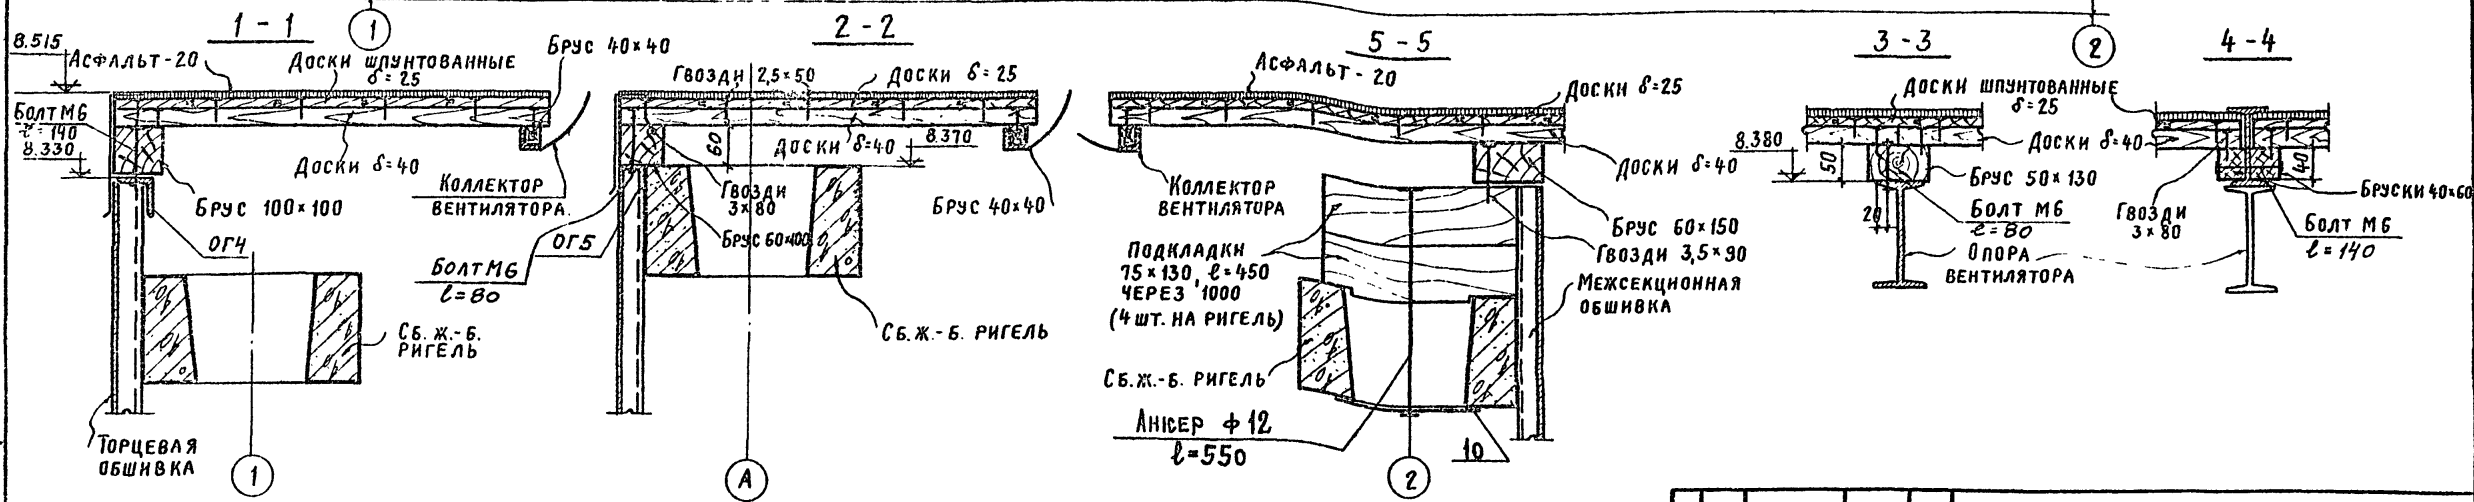 1 - 1
1
8.515
Асфальт-20
Доски шпунтованные
δ=25
Брус 40×40
Болт М6
ℓ=140
8.330
Доски δ=40
Коллектор
вентилятора.
Брус 100×100
ОГ4
Сб. ж.-б.
ригель
Торцевая
обшивка
1
2 - 2
Гвозди 2,5×50
Доски δ=25
60
Доски δ=40
8.370
Гвозди
3×80
Брус 60×100
Брус 40×40
ОГ5
Болт М6
ℓ=80
Сб. ж.-б. ригель
А
5 - 5
Асфальт - 20
Доски δ=25
Доски δ=40
Коллектор
вентилятора
Брус 60×150
Гвозди 3,5×90
Подкладки
75×130, ℓ=450
через 1000
(4 шт. на ригель)
Межсекционная
обшивка
Сб.ж.-б. ригель
Анкер ϕ12
ℓ=550
10
2
3 - 3
2
Доски шпунтованные
δ=25
8.380
50
Доски δ=40
Брус 50×130
20
Болт М6
ℓ=80
Опора
вентилятора
4 - 4
40
Бруски 40×60
Гвозди
3×80
Болт М6
ℓ=140